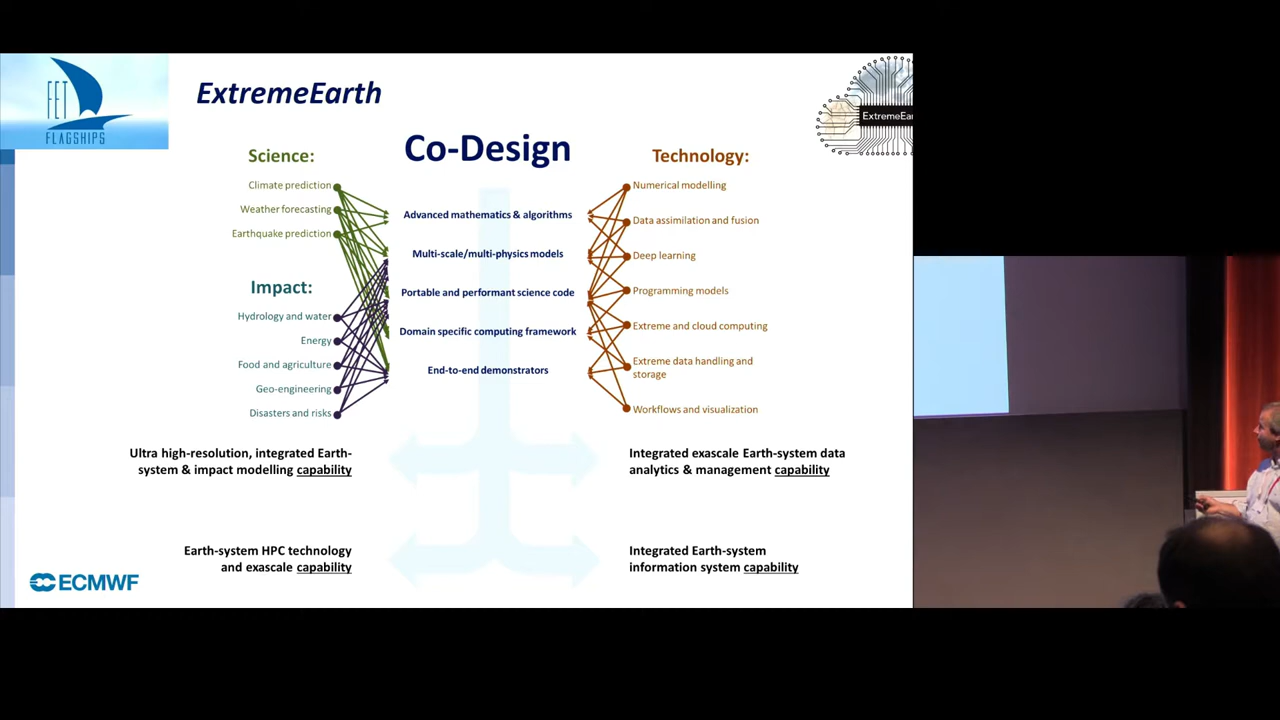 FET
FLAGSHIPS
ExtremeEarth
Co-Design
Science:
Climate prediction
Weather forecasting
Earthquake prediction
Impact:
Hydrology and water
Energy
Food and agriculture
Geo-engineering
Disasters and risks
Advanced mathematics & algorithms
Multi-scale/multi-physics models
Portable and performant science code
Domain specific computing framework
End-to-end demonstrators
Technology:
Numerical modelling
Data assimilation and fusion
Deep learning
Programming models
Extreme and cloud computing
Extreme data handling and
storage
Workflows and visualization
Ultra high-resolution, integrated Earth-
system & impact modelling capability
Integrated exascale Earth-system data
analytics & management capability
Earth-system HPC technology
and exascale capability
Integrated Earth-system
information system capability
ECMWF
ExtremeEar